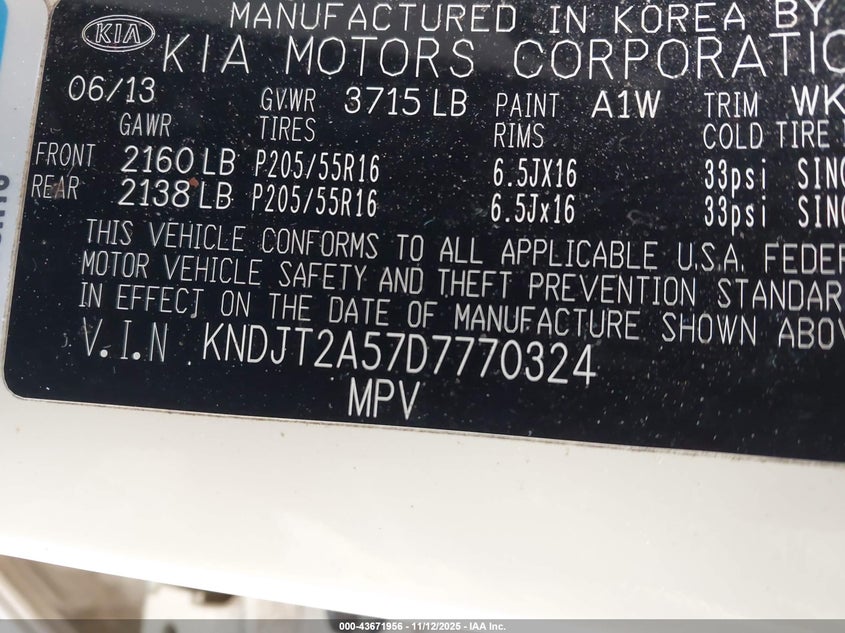 MANUFACTURED IN KOREA BY
KIA KIA MOTORS CORPORATIO
06/13 GVWR 3715 LB PAINT A1W TRIM WK
GAWR TIRES RIMS COLD TIRE
FRONT 2160 LB P205/55R16 6.5JX16 33psi SING
REAR 2138 LB P205/55R16 6.5Jx16 33psi SING
THIS VEHICLE CONFORMS TO ALL APPLICABLE U.S.A. FEDER
MOTOR VEHICLE SAFETY AND THEFT PREVENTION STANDAR
IN EFFECT ON THE DATE OF MANUFACTURE SHOWN ABOV
V.I.N KNDJT2A57D7770324
MPV
000-43671956 - 11/12/2025 - IAA Inc.